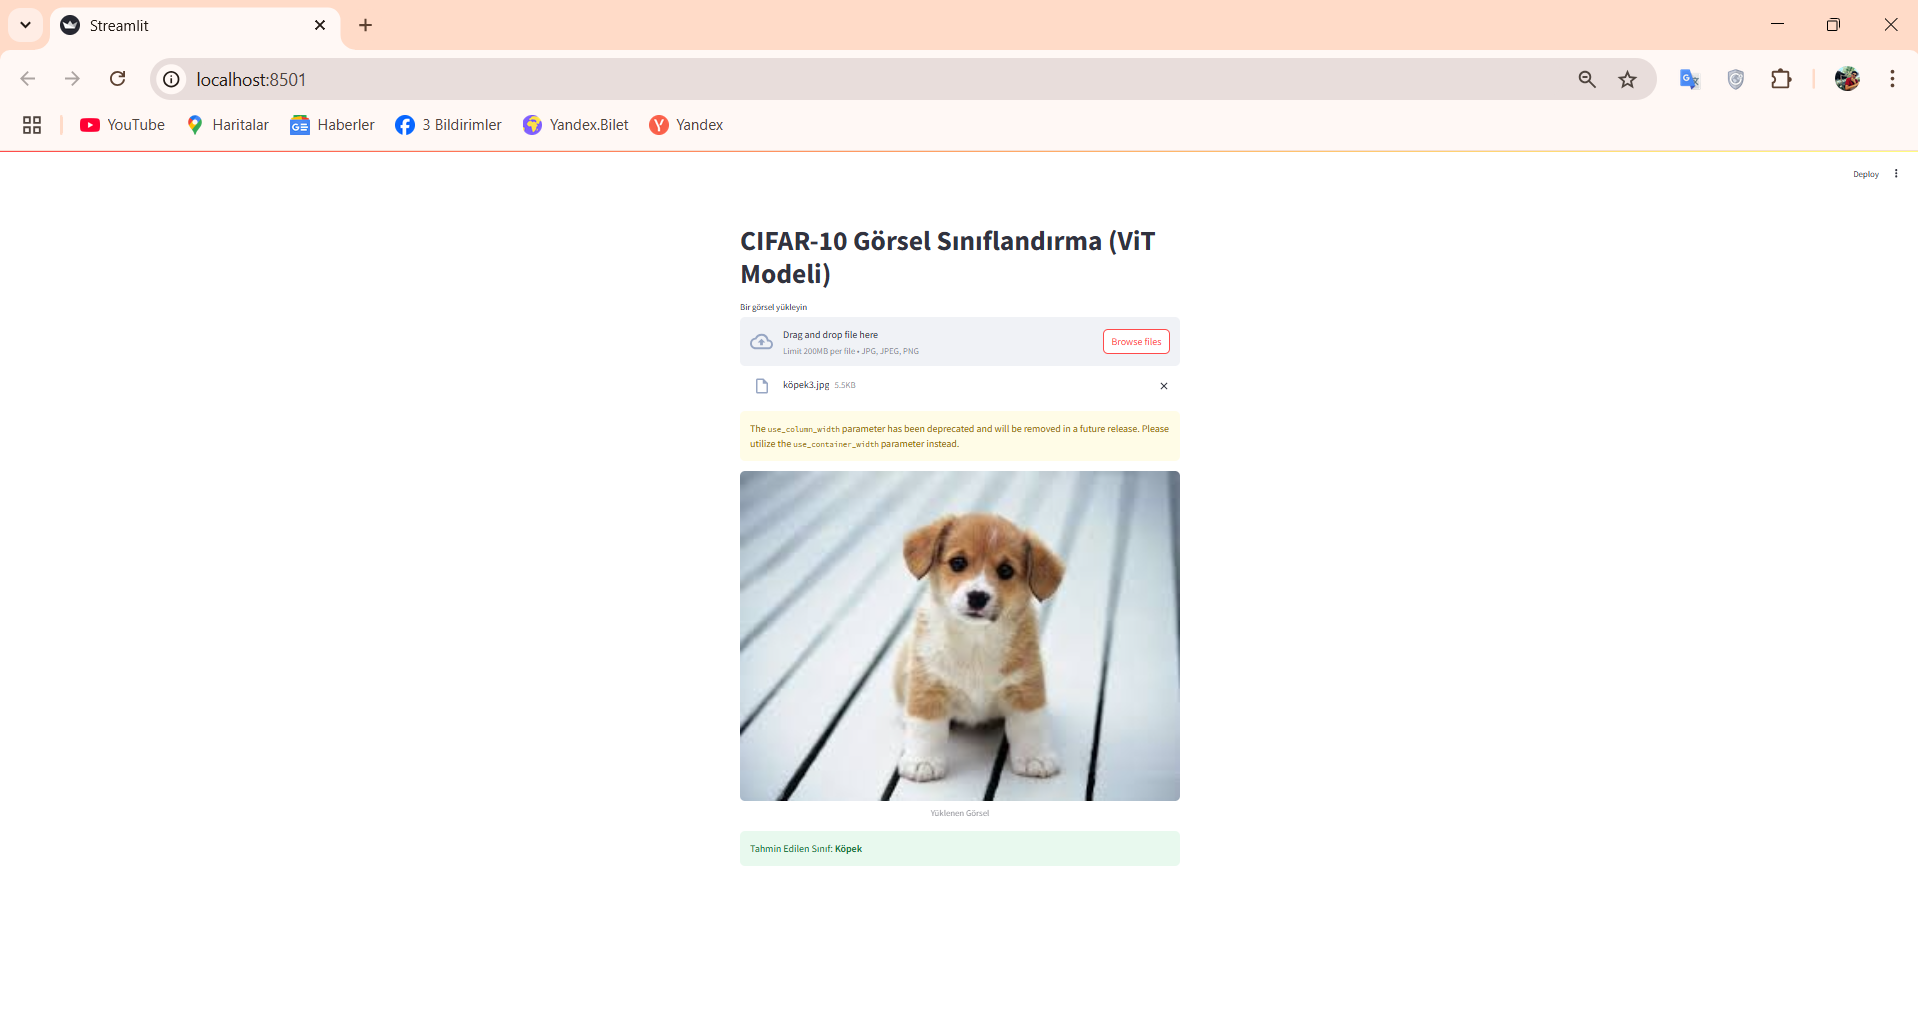 Streamlit
localhost:8501
YouTube Haritalar Haberler 3 Bildirimler Yandex.Bilet Yandex
Deploy
CIFAR-10 Görsel Sınıflandırma (ViT
Modeli)
Bir görsel yükleyin
Drag and drop file here
Limit 200MB per file • JPG, JPEG, PNG
Browse files
köpek3.jpg 5.5KB
The use_column_width parameter has been deprecated and will be removed in a future release. Please
utilize the use_container_width parameter instead.
Yüklenen Görsel
Tahmin Edilen Sınıf: Köpek